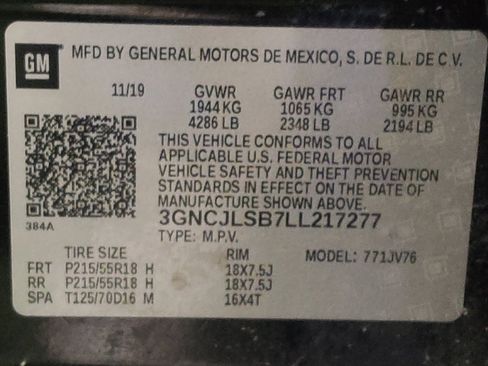 GM
MFD BY GENERAL MOTORS DE MEXICO, S. DE R.L. DE C.V.
11/19 GVWR GAWR FRT GAWR RR
1944 KG 1065 KG 995 KG
4286 LB 2348 LB 2194 LB
THIS VEHICLE CONFORMS TO ALL
APPLICABLE U.S. FEDERAL MOTOR
VEHICLE SAFETY AND THEFT PREVENTION
STANDARDS IN EFFECT ON THE DATE OF
MANUFACTURE SHOWN ABOVE.
384A
3GNCJLSB7LL217277
TYPE: M.P.V.
TIRE SIZE RIM MODEL: 771JV76
FRT P215/55R18 H 18X7.5J
RR P215/55R18 H 18X7.5J
SPA T125/70D16 M 16X4T